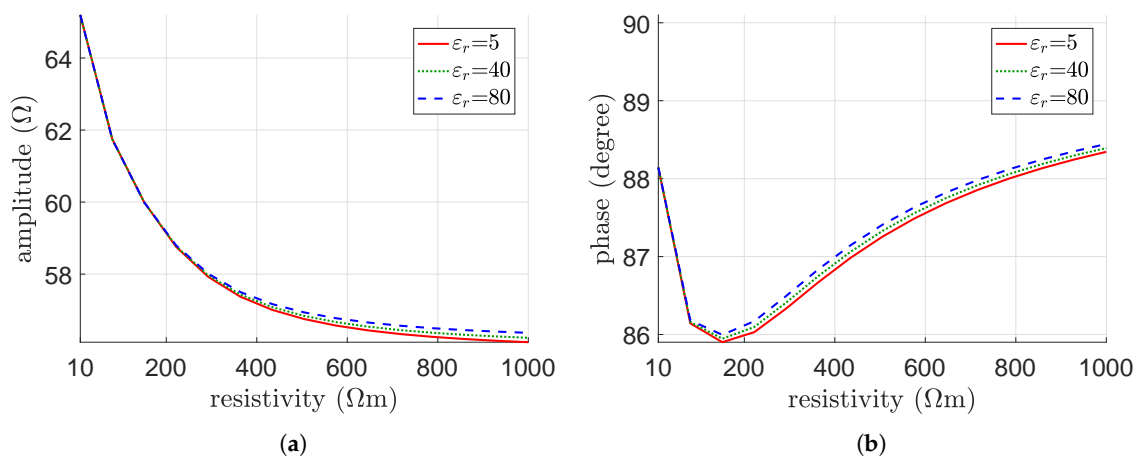 64
62
60
58
10 200 400 600 800 1000
amplitude (Ω)
resistivity (Ωm)
εr=5
εr=40
εr=80
(a)
90
89
88
87
86
10 200 400 600 800 1000
phase (degree)
resistivity (Ωm)
εr=5
εr=40
εr=80
(b)